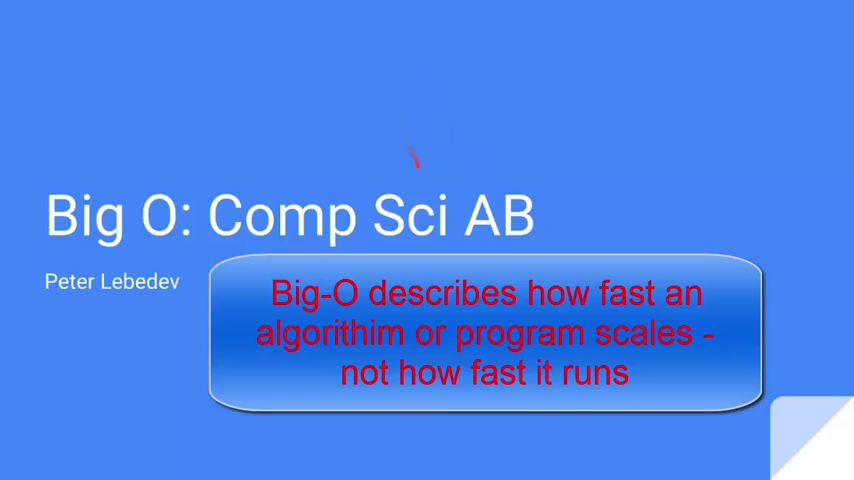 Big O: Comp Sci AB
Peter Lebedev
Big-O describes how fast an
algorithim or program scales -
not how fast it runs